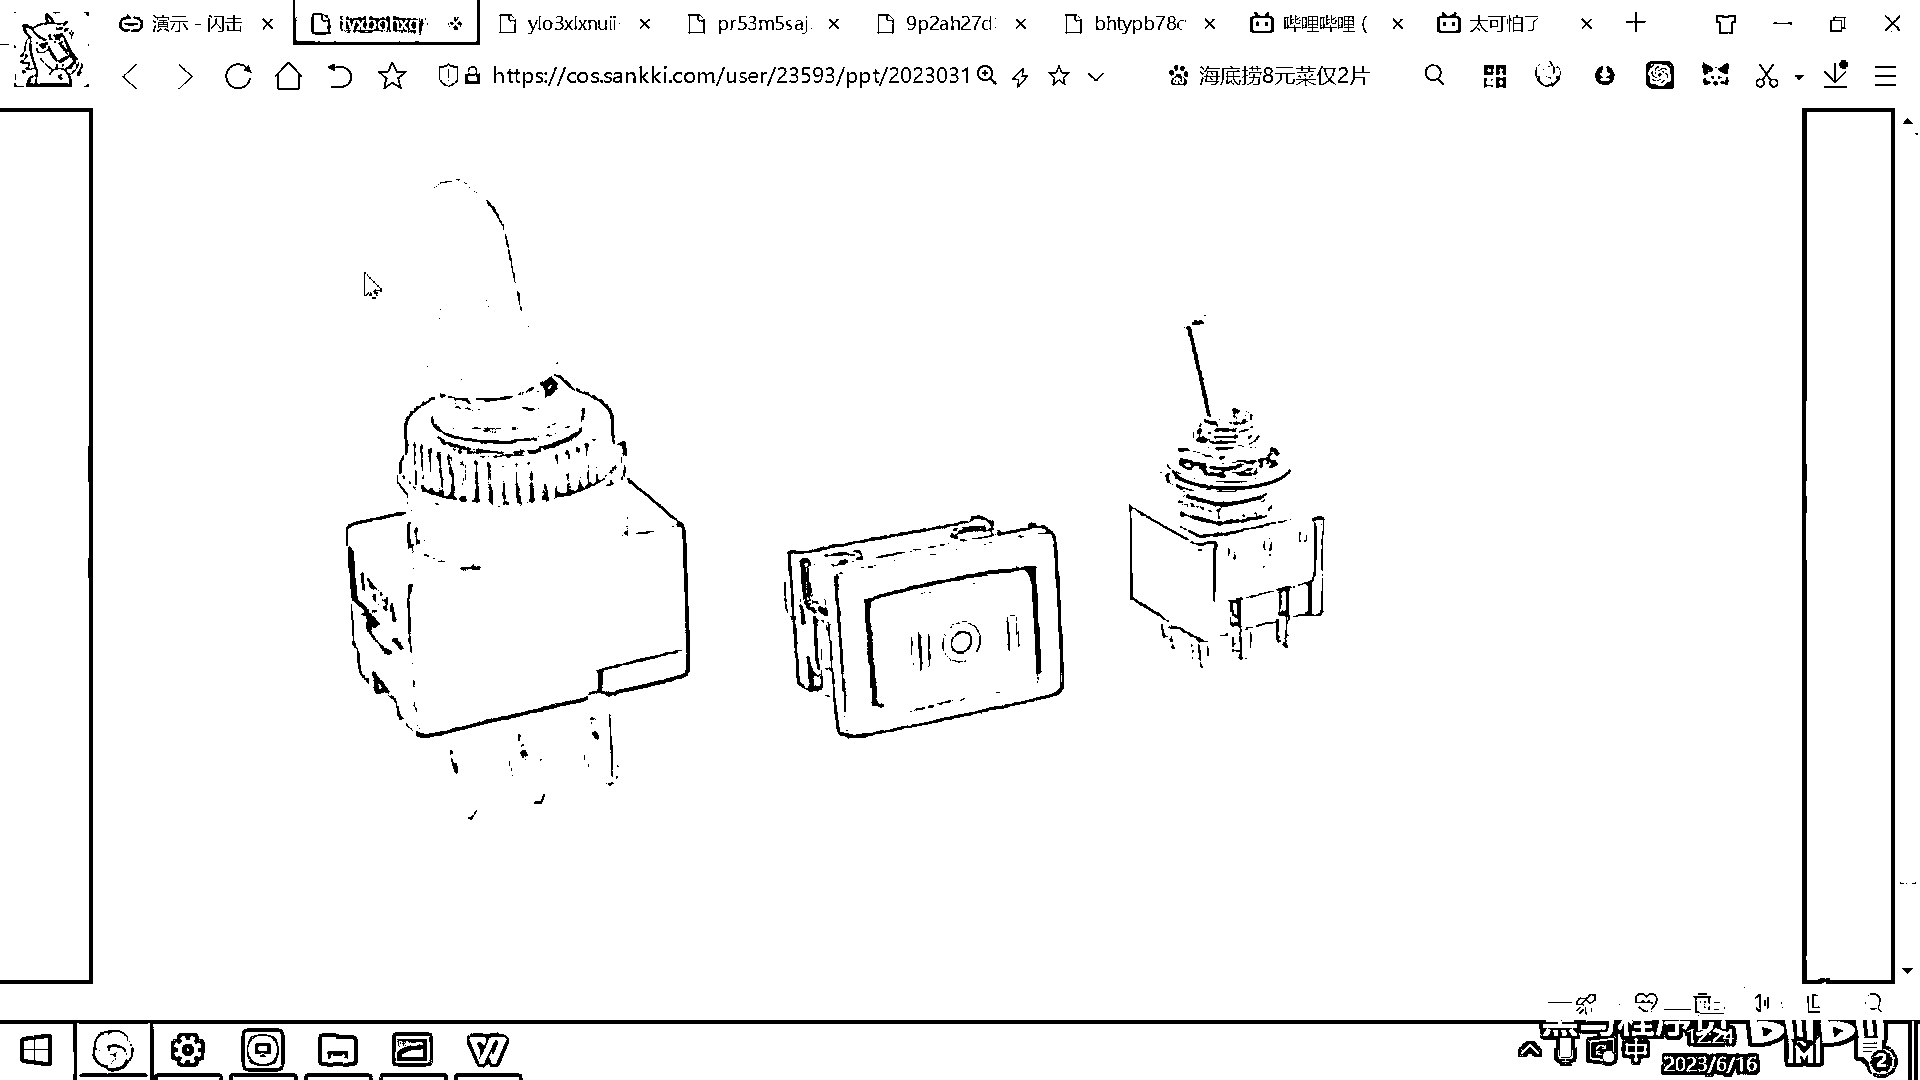 演示 - 闪击
ylo3xlxnuii
pr53m5saj.
9p2ah27d
bhtypb78c
哔哩哔哩 (
太可怕了
https://cos.sankki.com/user/23593/ppt/2023031
海底捞8元菜仅2片
中
12:24
2023/6/16
2